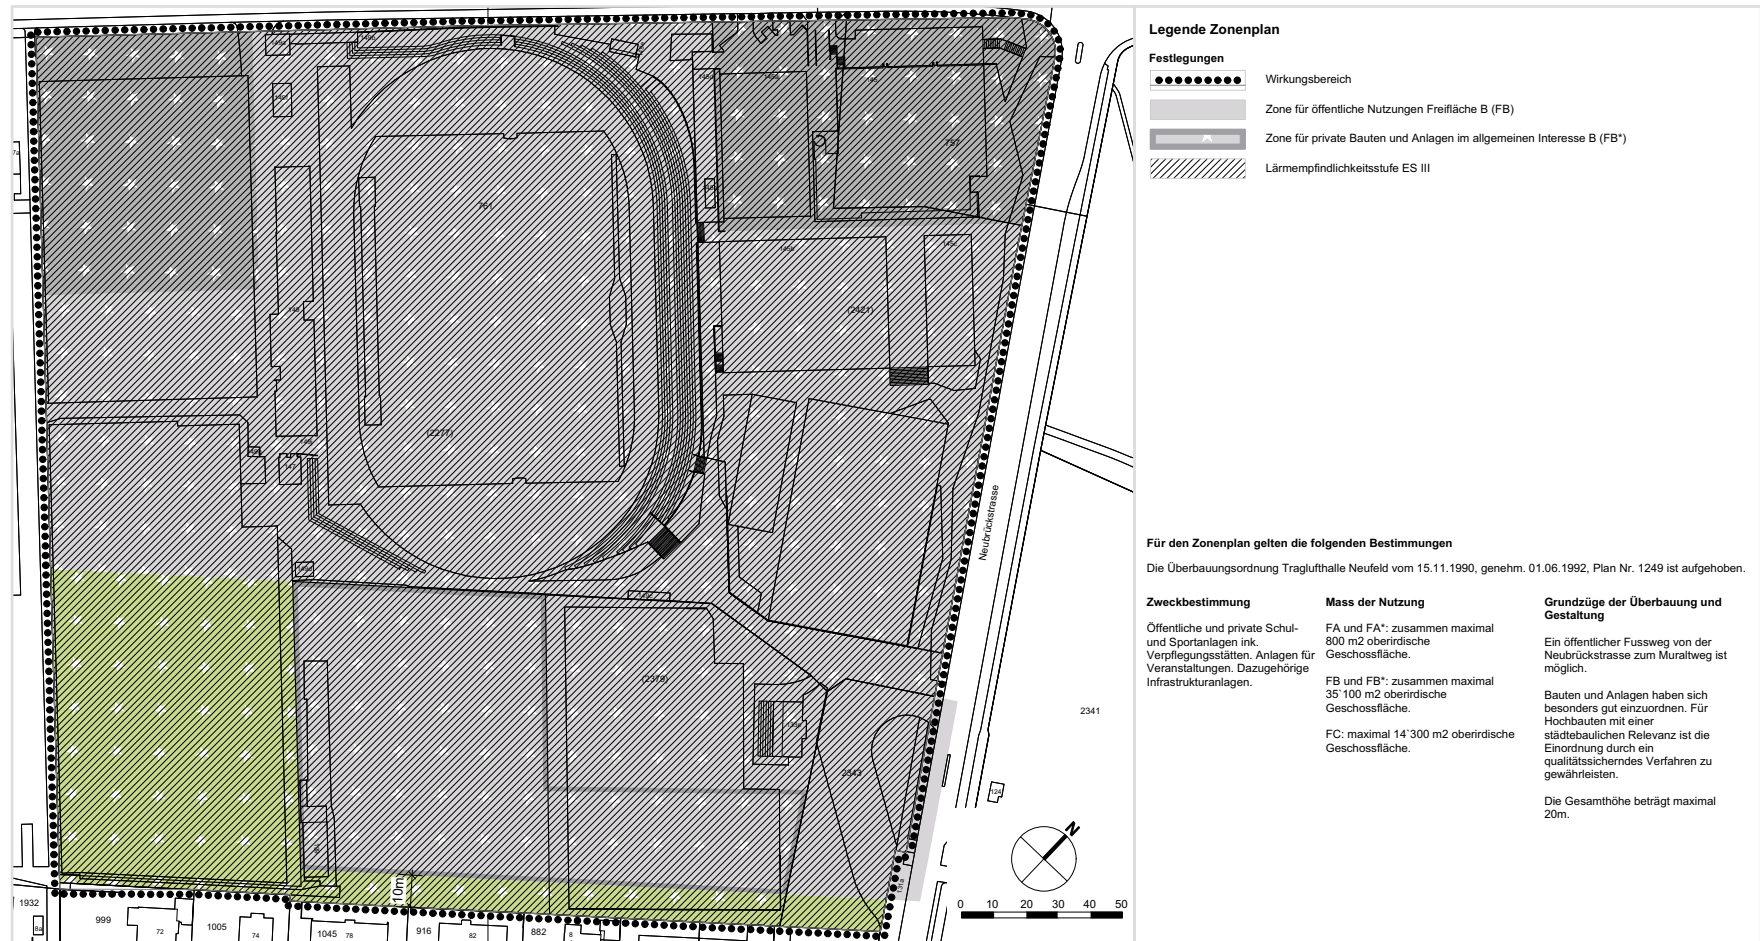 Legende Zonenplan
Festlegungen
Wirkungsbereich
Zone für öffentliche Nutzungen Freifläche B (FB)
Zone für private Bauten und Anlagen im allgemeinen Interesse B (FB*)
Lärmempfindlichkeitsstufe ES III
Für den Zonenplan gelten die folgenden Bestimmungen
Die Überbauungsordnung Traglufthalle Neufeld vom 15.11.1990, genehm. 01.06.1992, Plan Nr. 1249 ist aufgehoben.
Zweckbestimmung
Öffentliche und private Schul-
und Sportanlagen ink.
Verpflegungsstätten. Anlagen für
Veranstaltungen. Dazugehörige
Infrastrukturanlagen.
Mass der Nutzung
FA und FA*: zusammen maximal
800 m2 oberirdische
Geschossfläche.
FB und FB*: zusammen maximal
35`100 m2 oberirdische
Geschossfläche.
FC: maximal 14`300 m2 oberirdische
Geschossfläche.
Grundzüge der Überbauung und
Gestaltung
Ein öffentlicher Fussweg von der
Neubrückstrasse zum Muraltweg ist
möglich.
Bauten und Anlagen haben sich
besonders gut einzuordnen. Für
Hochbauten mit einer
städtebaulichen Relevanz ist die
Einordnung durch ein
qualitätssicherndes Verfahren zu
gewährleisten.
Die Gesamthöhe beträgt maximal
20m.
757
761
(2421)
(2277)
Neubrückstrasse
147
(2379)
2341
2343
124
N
0 10 20 30 40 50
10m
1932
8a
999
72
1005
74
1045
78
916
82
882